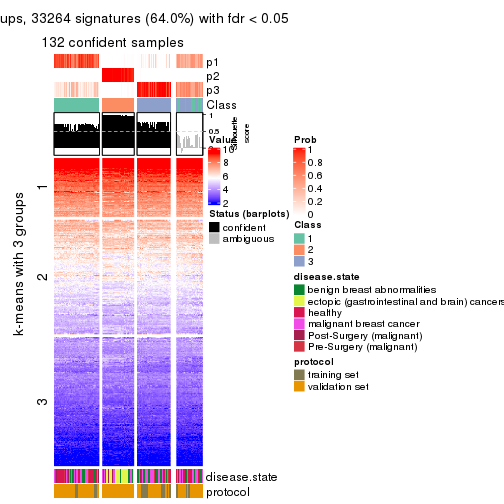 ups, 33264 signatures (64.0%) with fdr < 0.05
132 confident samples
p1
p2
p3
Class
1
0.5
0
Silhouette
score
k-means with 3 groups
1
2
3
disease.state
protocol
Value
10
8
6
4
2
Status (barplots)
confident
ambiguous
Prob
1
0.8
0.6
0.4
0.2
0
Class
1
2
3
disease.state
benign breast abnormalities
ectopic (gastrointestinal and brain) cancers
healthy
malignant breast cancer
Post-Surgery (malignant)
Pre-Surgery (malignant)
protocol
training set
validation set